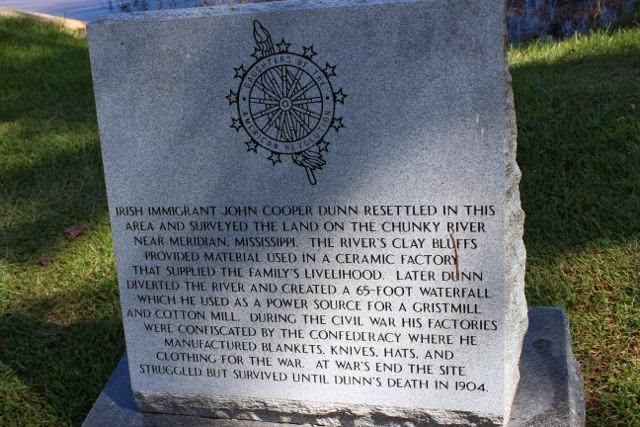 DAUGHTERS OF THE
AMERICAN REVOLUTION
IRISH IMMIGRANT JOHN COOPER DUNN RESETTLED IN THIS
AREA AND SURVEYED THE LAND ON THE CHUNKY RIVER
NEAR MERIDIAN, MISSISSIPPI. THE RIVER'S CLAY BLUFFS
PROVIDED MATERIAL USED IN A CERAMIC FACTORY
THAT SUPPLIED THE FAMILY'S LIVELIHOOD. LATER DUNN
DIVERTED THE RIVER AND CREATED A 65-FOOT WATERFALL
WHICH HE USED AS A POWER SOURCE FOR A GRISTMILL
AND COTTON MILL. DURING THE CIVIL WAR HIS FACTORIES
WERE CONFISCATED BY THE CONFEDERACY WHERE HE
MANUFACTURED BLANKETS, KNIVES, HATS, AND
CLOTHING FOR THE WAR. AT WAR'S END THE SITE
STRUGGLED BUT SURVIVED UNTIL DUNN'S DEATH IN 1904.